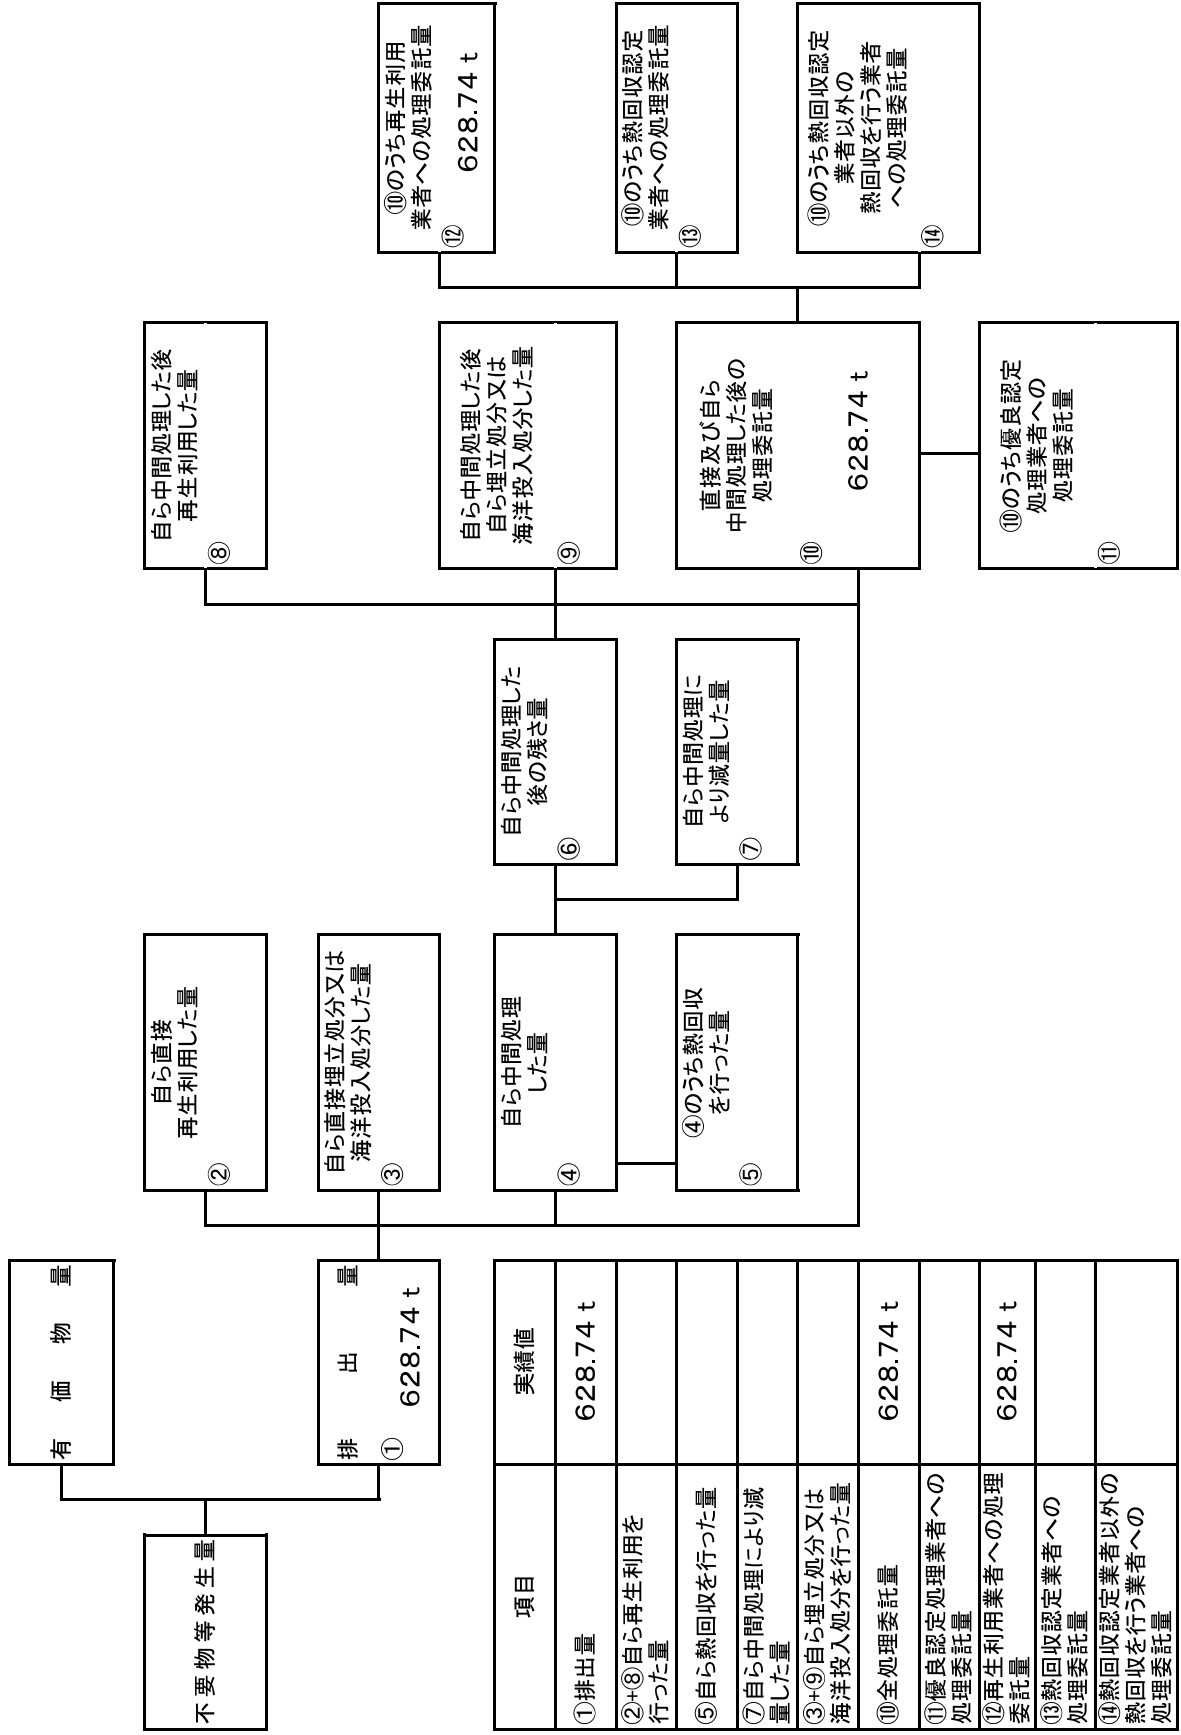 不要物等発生量
有価物量
排出量
① 628.74 t
自ら直接
再生利用した量
②
自ら直接埋立処分又は
海洋投入処分した量
③
自ら中間処理
した量
④
④のうち熱回収
を行った量
⑤
自ら中間処理した
後の残さ量
⑥
自ら中間処理に
より減量した量
⑦
自ら中間処理した後
再生利用した量
⑧
自ら中間処理した後
自ら埋立処分又は
海洋投入処分した量
⑨
直接及び自ら
中間処理した後の
処理委託量
⑩
628.74 t
⑩のうち優良認定
処理業者への
処理委託量
⑪
⑩のうち再生利用
業者への処理委託量
⑫ 628.74 t
⑩のうち熱回収認定
業者への処理委託量
⑬
⑩のうち熱回収認定
業者以外の
熱回収を行う業者
への処理委託量
⑭
項目 実績値
①排出量 628.74 t
②+⑧自ら再生利用を
行った量
⑤自ら熱回収を行った量
⑦自ら中間処理により減
量した量
③+⑨自ら埋立処分又は
海洋投入処分を行った量
⑩全処理委託量 628.74 t
⑪優良認定処理業者への
処理委託量
⑫再生利用業者への処理
委託量 628.74 t
⑬熱回収認定業者への
処理委託量
⑭熱回収認定業者以外の
熱回収を行う業者への
処理委託量